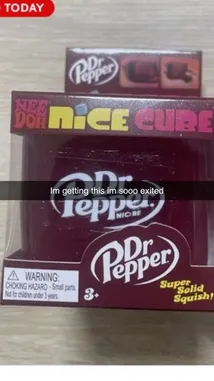 TODAY
Dr
Pepper
NEE
DOH NiCE CUBE
Im getting this im sooo exited
Dr
Pepper
Dr
Pepper
WARNING:
CHOKING HAZARD - Small parts.
Not for children under 3 years.
3+
Super
Solid
Squish!